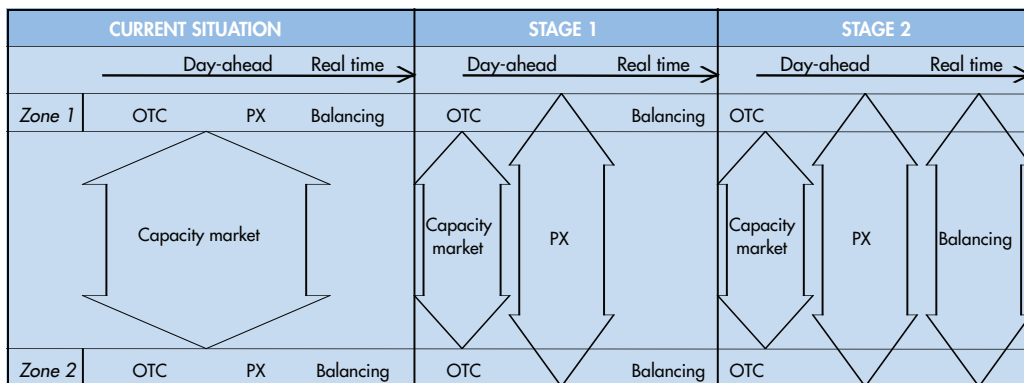 CURRENT SITUATION STAGE 1 STAGE 2
Day-ahead Real time Day-ahead Real time Day-ahead Real time
Zone 1 OTC PX Balancing OTC Balancing OTC
Capacity market
Capacity
market
PX
Capacity
market
PX
Balancing
Zone 2 OTC PX Balancing OTC Balancing OTC